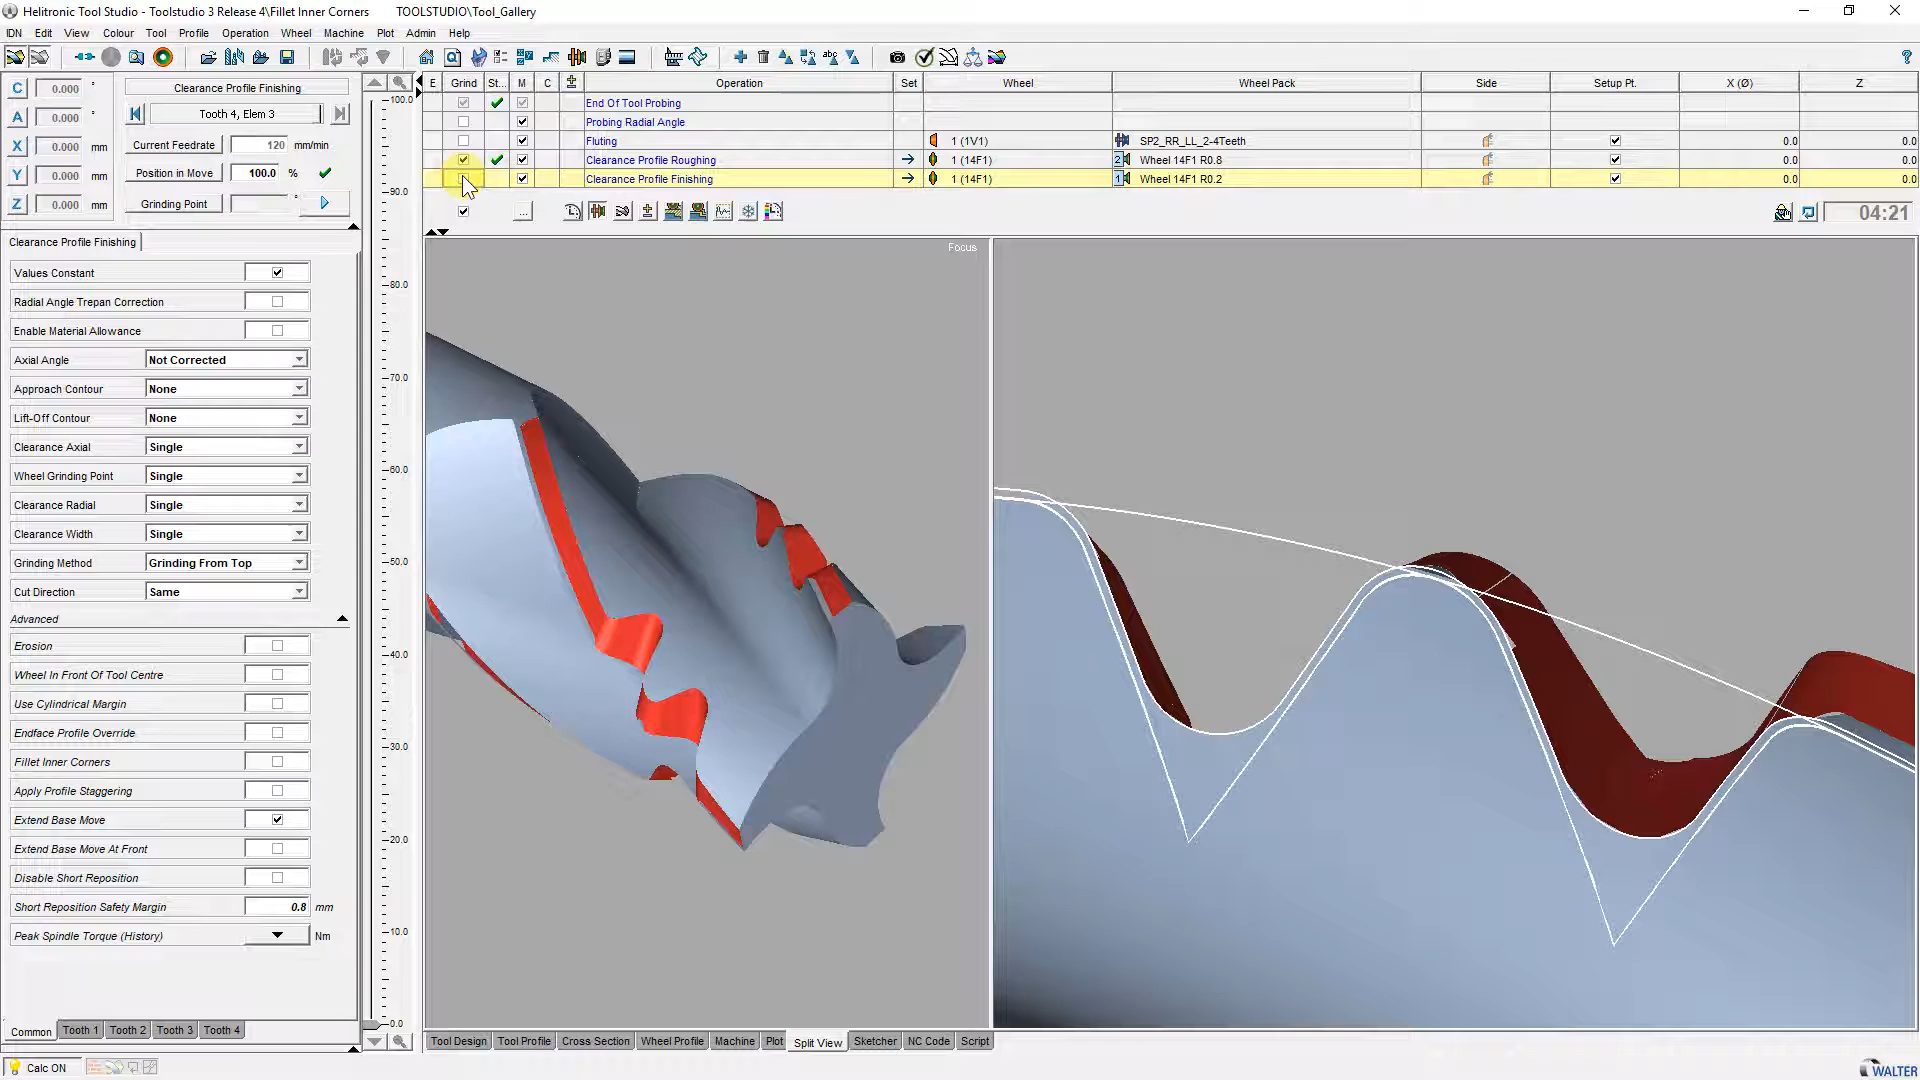 Helitronic Tool Studio - Toolstudio 3 Release 4\Fillet Inner Corners TOOLSTUDIO\Tool_Gallery
IDN Edit View Colour Tool Profile Operation Wheel Machine Plot Admin Help
C 0.000 °
A 0.000 °
X 0.000 mm
Y 0.000 mm
Z 0.000 mm
Clearance Profile Finishing
Tooth 4, Elem 3
Current Feedrate 120 mm/min
Position in Move 100.0 %
Grinding Point °
Clearance Profile Finishing
Values Constant
Radial Angle Trepan Correction
Enable Material Allowance
Axial Angle Not Corrected
Approach Contour None
Lift-Off Contour None
Clearance Axial Single
Wheel Grinding Point Single
Clearance Radial Single
Clearance Width Single
Grinding Method Grinding From Top
Cut Direction Same
Advanced
Erosion
Wheel In Front Of Tool Centre
Use Cylindrical Margin
Endface Profile Override
Fillet Inner Corners
Apply Profile Staggering
Extend Base Move
Extend Base Move At Front
Disable Short Reposition
Short Reposition Safety Margin 0.8 mm
Peak Spindle Torque (History) Nm
Common Tooth 1 Tooth 2 Tooth 3 Tooth 4
Calc ON
100.0
90.0
80.0
70.0
60.0
50.0
40.0
30.0
20.0
10.0
0.0
E Grind St... M C Operation Set Wheel Wheel Pack Side Setup Pt. X (Ø) Z
End Of Tool Probing
Probing Radial Angle
Fluting 1 (1V1) SP2_RR_LL_2-4Teeth 0.0 0.0
Clearance Profile Roughing 1 (14F1) 2 Wheel 14F1 R0.8 0.0 0.0
Clearance Profile Finishing 1 (14F1) 1 Wheel 14F1 R0.2 0.0 0.0
... 04:21
Focus
Tool Design Tool Profile Cross Section Wheel Profile Machine Plot Split View Sketcher NC Code Script
WALTER